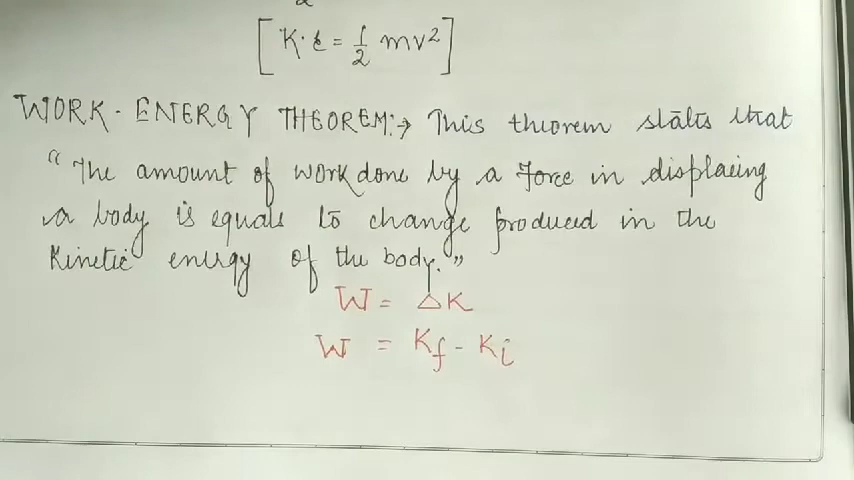 [K.E = 1/2 mv²]
WORK - ENERGY THEOREM:→ This theorem states that
"The amount of work done by a Force in displacing
a body is equals to change produced in the
Kinetic energy of the body."
W = △K
W = Kf - Ki